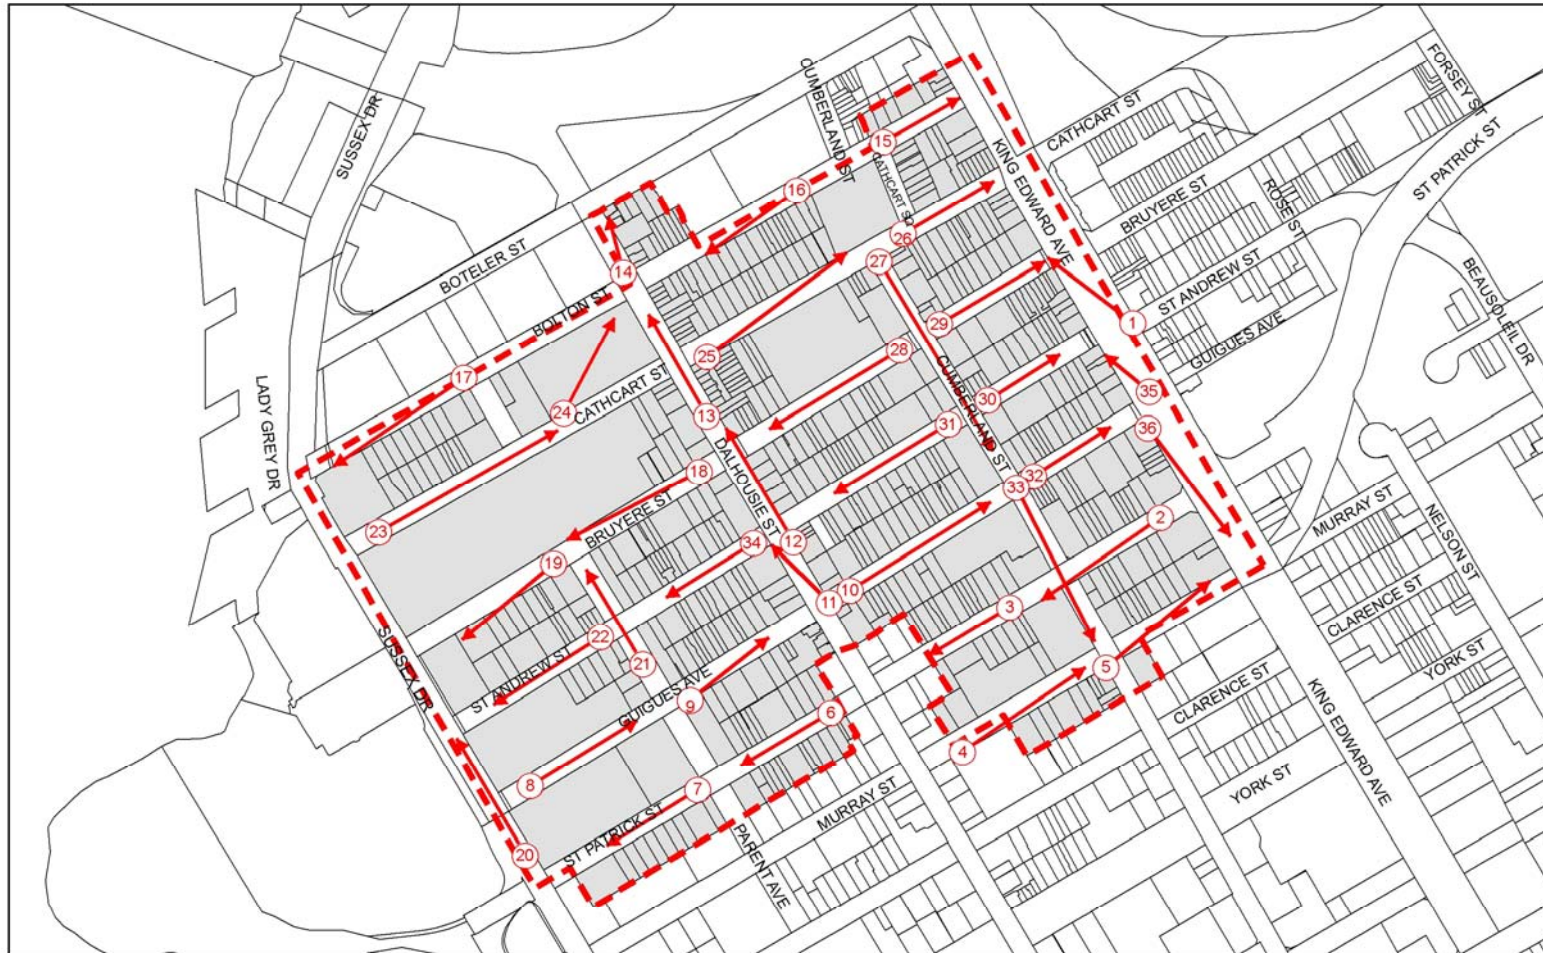 CUMBERLAND ST
FORSEY ST
SUSSEX DR
CATHCART ST
ST PATRICK ST
15
KING EDWARD AVE
CATHCART SQ
16
BRUYERE ST
ROSE ST
26
BOTELER ST
27
14
ST ANDREW ST
BEAUSOLEIL DR
BOLTON ST
29
1
GUIGUES AVE
25
28
17
CATHCART ST
35
30
24
13
CUMBERLAND ST
LADY GREY DR
31
36
DALHOUSIE ST
18
32
33
MURRAY ST
NELSON ST
BRUYERE ST
2
23
12
34
19
10
11
3
CLARENCE ST
22
ST ANDREW ST
21
5
YORK ST
SUSSEX DR
GUIGUES AVE
9
6
CLARENCE ST
KING EDWARD AVE
4
8
7
MURRAY ST
YORK ST
20
ST PATRICK ST
PARENT AVE